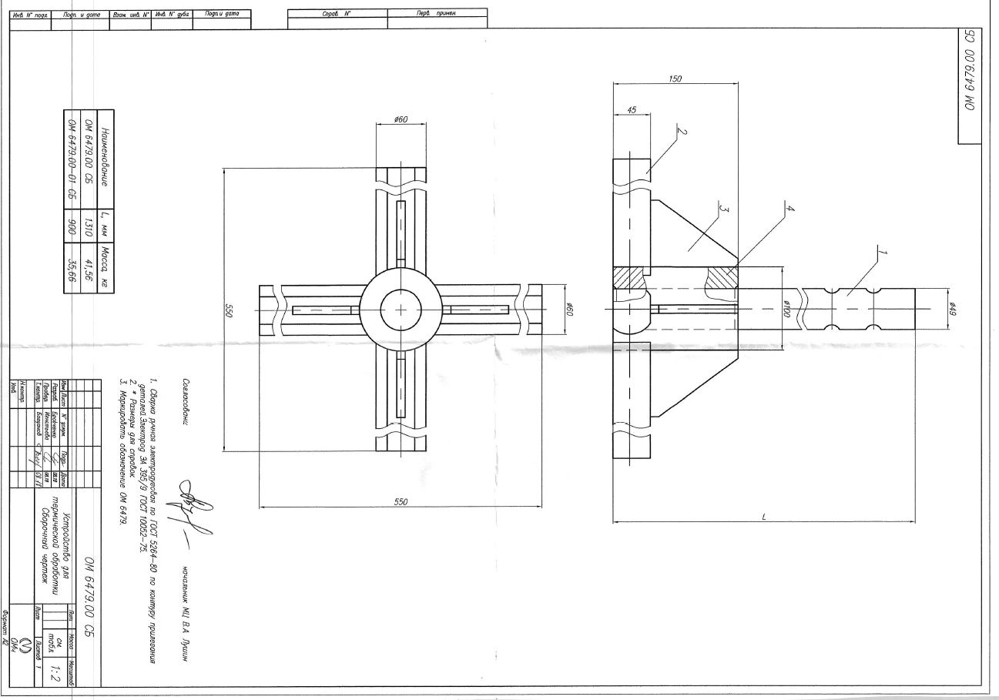 Инв. № подл.
Подп. и дата
Взам. инв. №
Инв. № дубл.
Подп. и дата
Справ. №
Перв. примен.
ОМ 6479.00 СБ
150
45
2
3
4
1
⌀100
⌀49
L
⌀60
⌀60
550
550
Наименование L, мм Масса, кг
ОМ 6479.00 СБ 1310 41,56
ОМ 6479.00-01 СБ 900 35,66
Согласовано: начальник МЦ В.А. Лушин
1. Сварка ручная электродуговая по ГОСТ 5264-80 по контуру прилегания
деталей. Электрод ЭА 395/9 ГОСТ 10052-75.
2. * Размеры для справок.
3. Маркировать обозначение ОМ 6479.
ОМ 6479.00 СБ
Изм. Лист № докум. Подп. Дата
Разраб.
Провер.
Т.контр.
Н.контр.
Утв.
Устройство для
термической обработки
Сборочный чертеж
Лит. Масса Масштаб
см.
табл.
1:2
Лист Листов 1
ОМч
Формат А2